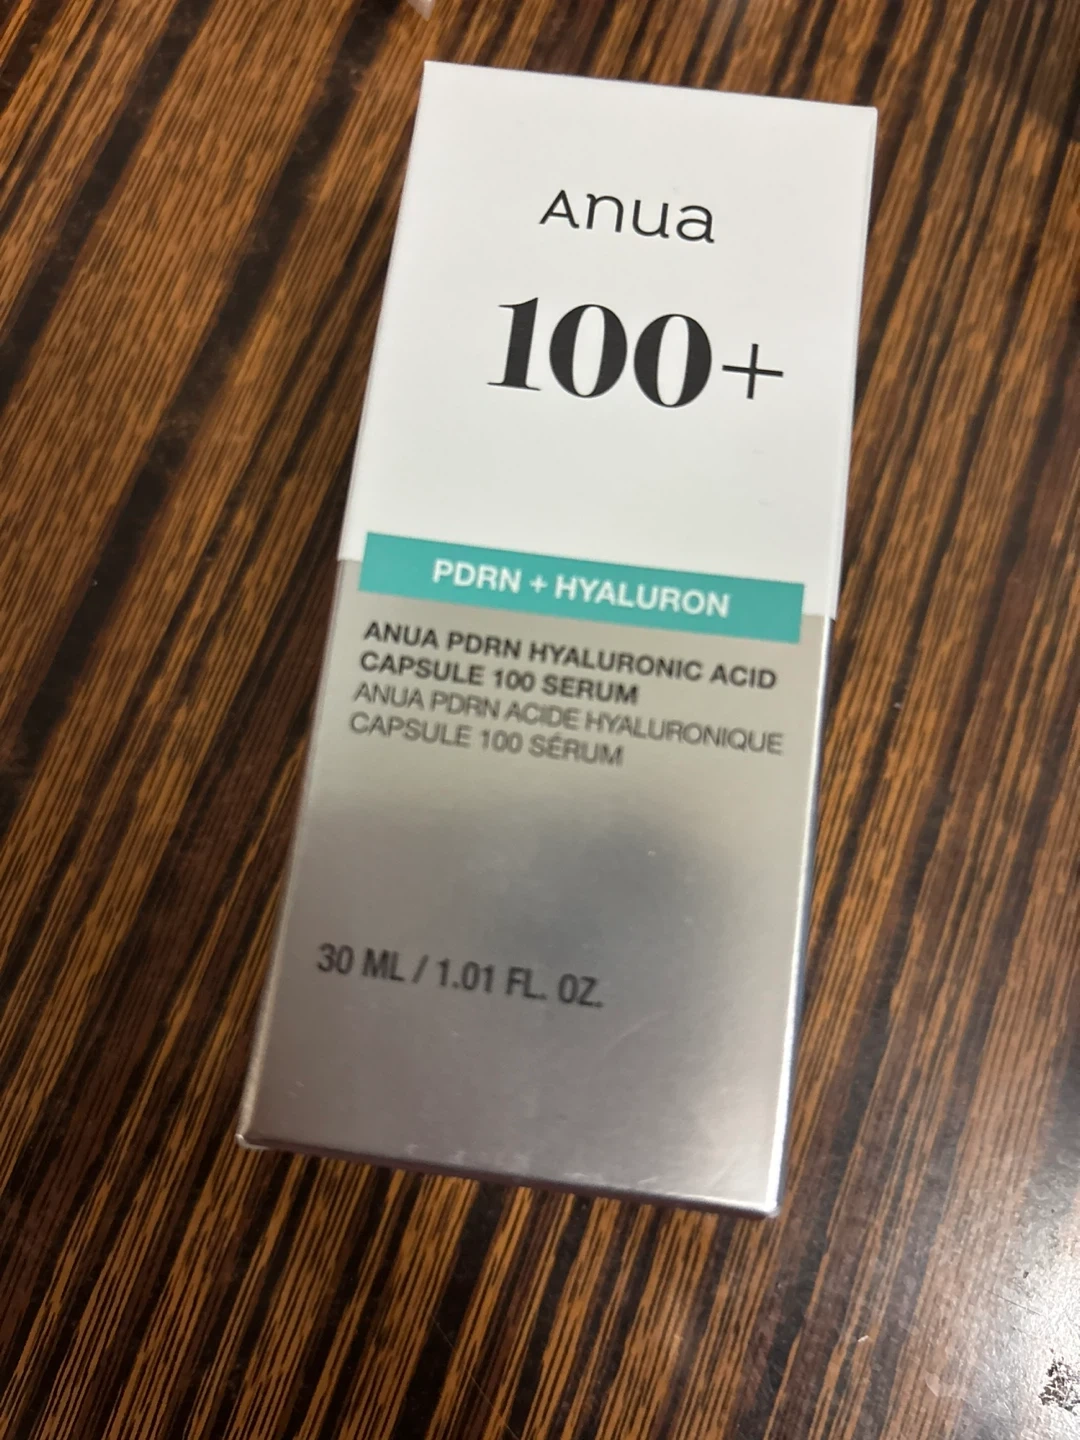 Anua
100+
PDRN + HYALURON
ANUA PDRN HYALURONIC ACID
CAPSULE 100 SERUM
ANUA PDRN ACIDE HYALURONIQUE
CAPSULE 100 SÉRUM
30 ML / 1.01 FL. OZ.